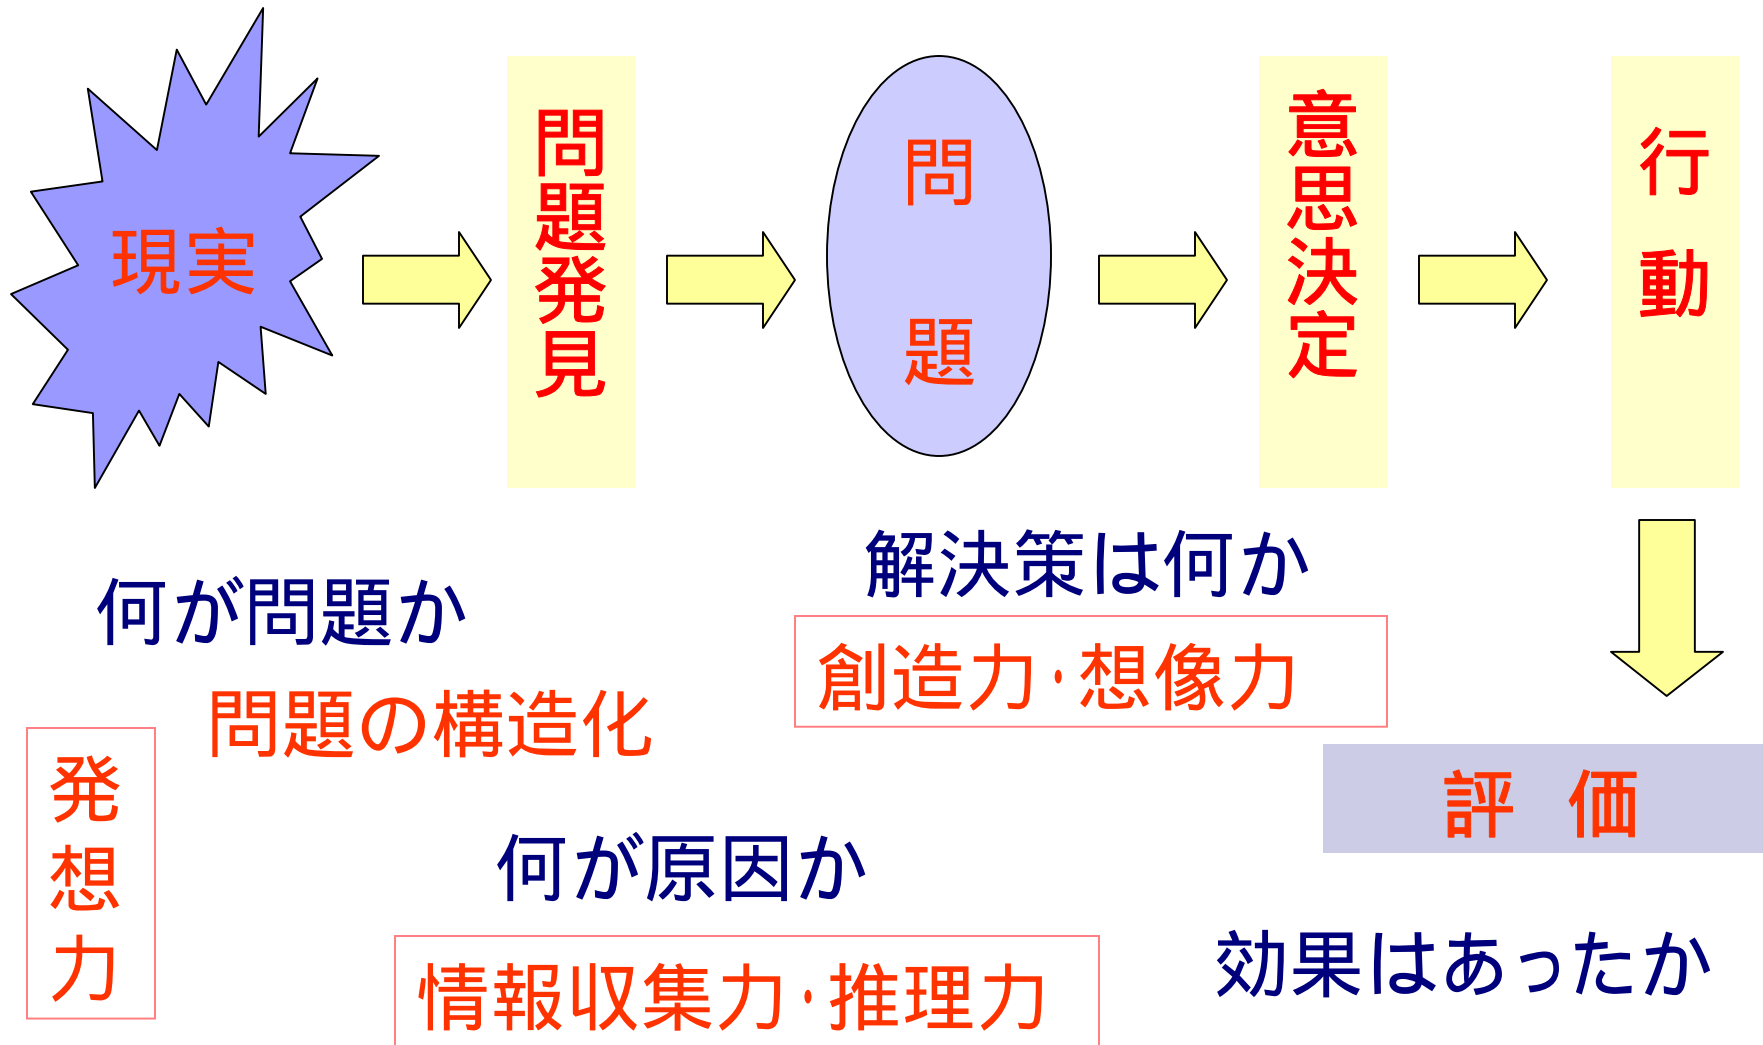 現実
問題発見
問題
意思決定
行動
解決策は何か
何が問題か
創造力・想像力
問題の構造化
発想力
評 価
何が原因か
効果はあったか
情報収集力・推理力